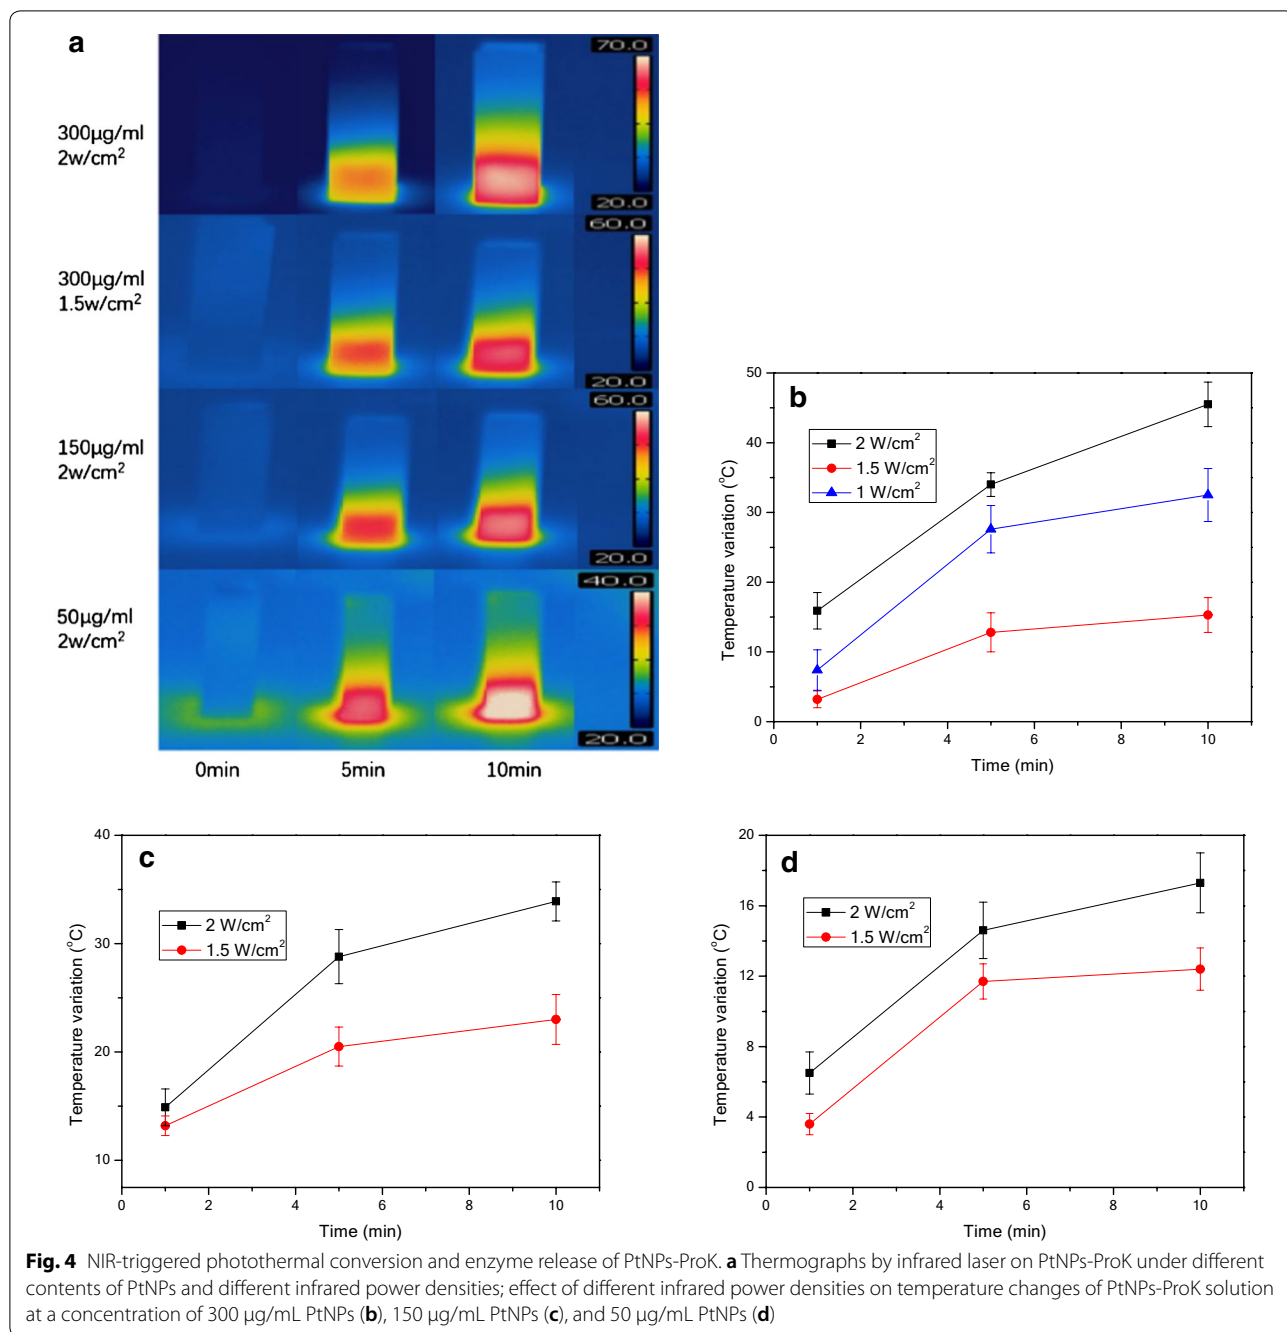 a
70.0
300µg/ml
2w/cm²
20.0
60.0
300µg/ml
1.5w/cm²
20.0
60.0
150µg/ml
2w/cm²
20.0
40.0
50µg/ml
2w/cm²
20.0
0min 5min 10min
b
2 W/cm²
1.5 W/cm²
1 W/cm²
Temperature variation (°C)
50
40
30
20
10
0
0 2 4 6 8 10
Time (min)
c
2 W/cm²
1.5 W/cm²
Temperature variation (°C)
40
30
20
10
0 2 4 6 8 10
Time (min)
d
2 W/cm²
1.5 W/cm²
Temperature variation (°C)
20
16
12
8
4
0
0 2 4 6 8 10
Time (min)
Fig. 4 NIR-triggered photothermal conversion and enzyme release of PtNPs-ProK. a Thermographs by infrared laser on PtNPs-ProK under different
contents of PtNPs and different infrared power densities; effect of different infrared power densities on temperature changes of PtNPs-ProK solution
at a concentration of 300 µg/mL PtNPs (b), 150 µg/mL PtNPs (c), and 50 µg/mL PtNPs (d)